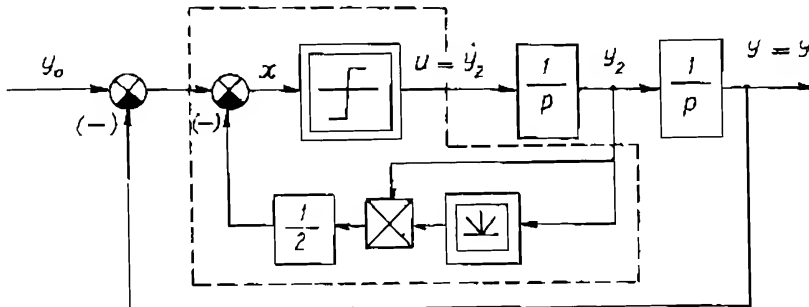 y₀
(−)
(−)
x
u = ẏ₂
1/p
y₂
1/p
y = y
1/2